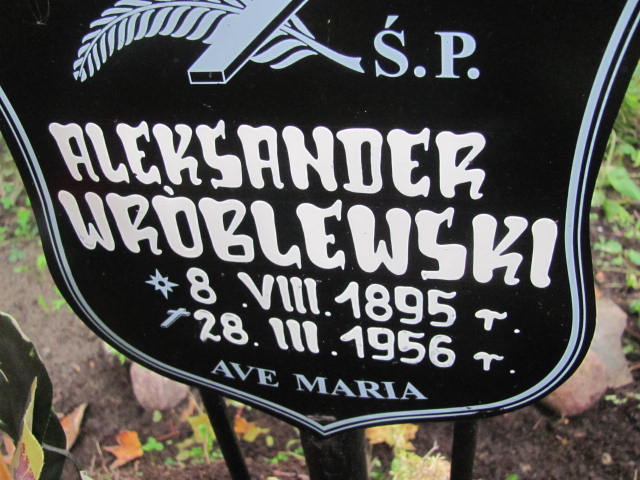 Ś.P.
ALEKSANDER
WRÓBLEWSKI
8 .VIII.1895 r.
28.III.1956 r.
AVE MARIA